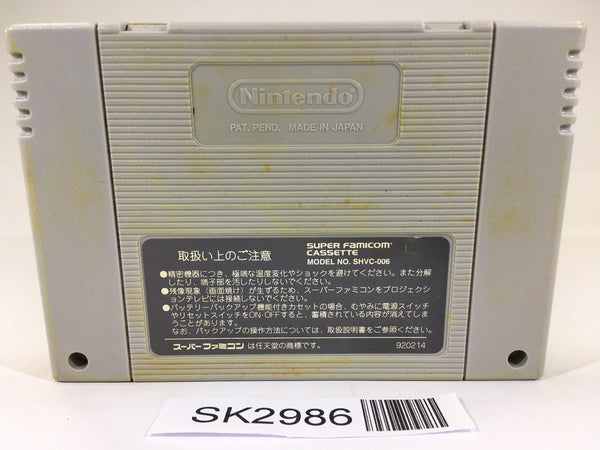 Nintendo
PAT. PEND. MADE IN JAPAN
取扱い上のご注意
SUPER FAMICOM
CASSETTE
MODEL NO. SHVC-006
●精密機器につき、極端な温度変化やショックを避けてください。また分解
したり、端子部を汚したりしないでください。
●残像現象（画面焼け）が生ずるため、スーパーファミコンをプロジェクシ
ョンテレビには接続しないでください。
●バッテリーバックアップ機能付きカセットの場合、むやみに電源スイッチ
やリセットスイッチをON・OFFすると、蓄積されている内容が消えてしま
うことがあります。
なお、バックアップの操作方法については、取扱説明書をご参照ください。
スーパーファミコンは任天堂の商標です。 920214
SK2986